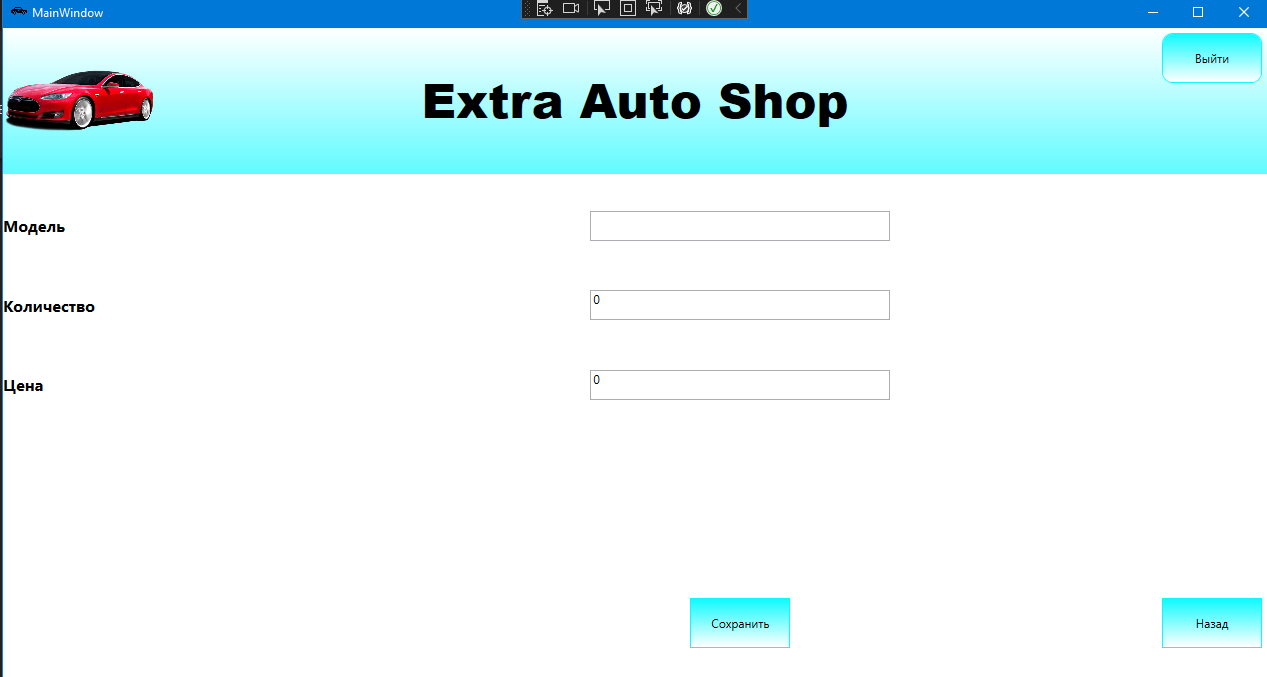 MainWindow
Выйти
Extra Auto Shop
Модель
Количество
0
Цена
0
Сохранить
Назад